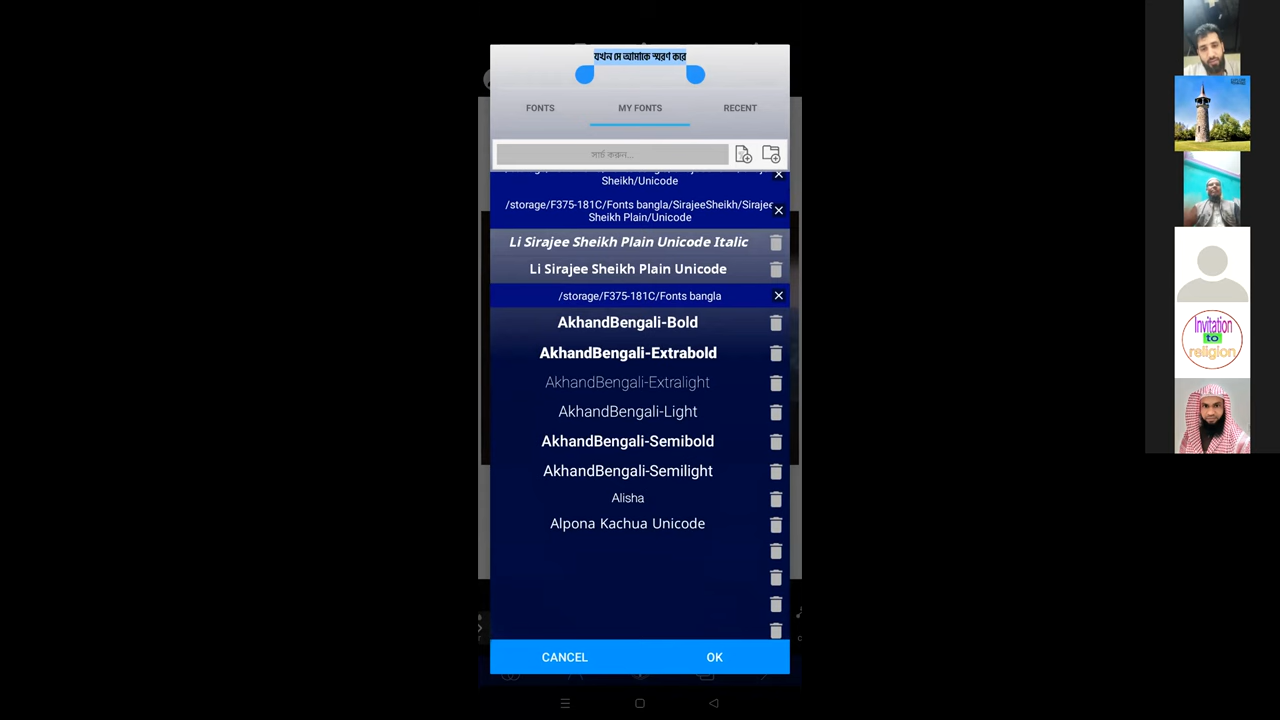 যখন সে আমাকে স্মরণ করে
FONTS
MY FONTS
RECENT
সার্চ করুন...
Sheikh/Unicode
/storage/F375-181C/Fonts bangla/SirajeeSheikh/Sirajee
Sheikh Plain/Unicode
Li Sirajee Sheikh Plain Unicode Italic
Li Sirajee Sheikh Plain Unicode
/storage/F375-181C/Fonts bangla
AkhandBengali-Bold
AkhandBengali-Extrabold
AkhandBengali-Extralight
AkhandBengali-Light
AkhandBengali-Semibold
AkhandBengali-Semilight
Alisha
Alpona Kachua Unicode
CANCEL
OK
Invitation
to
religion